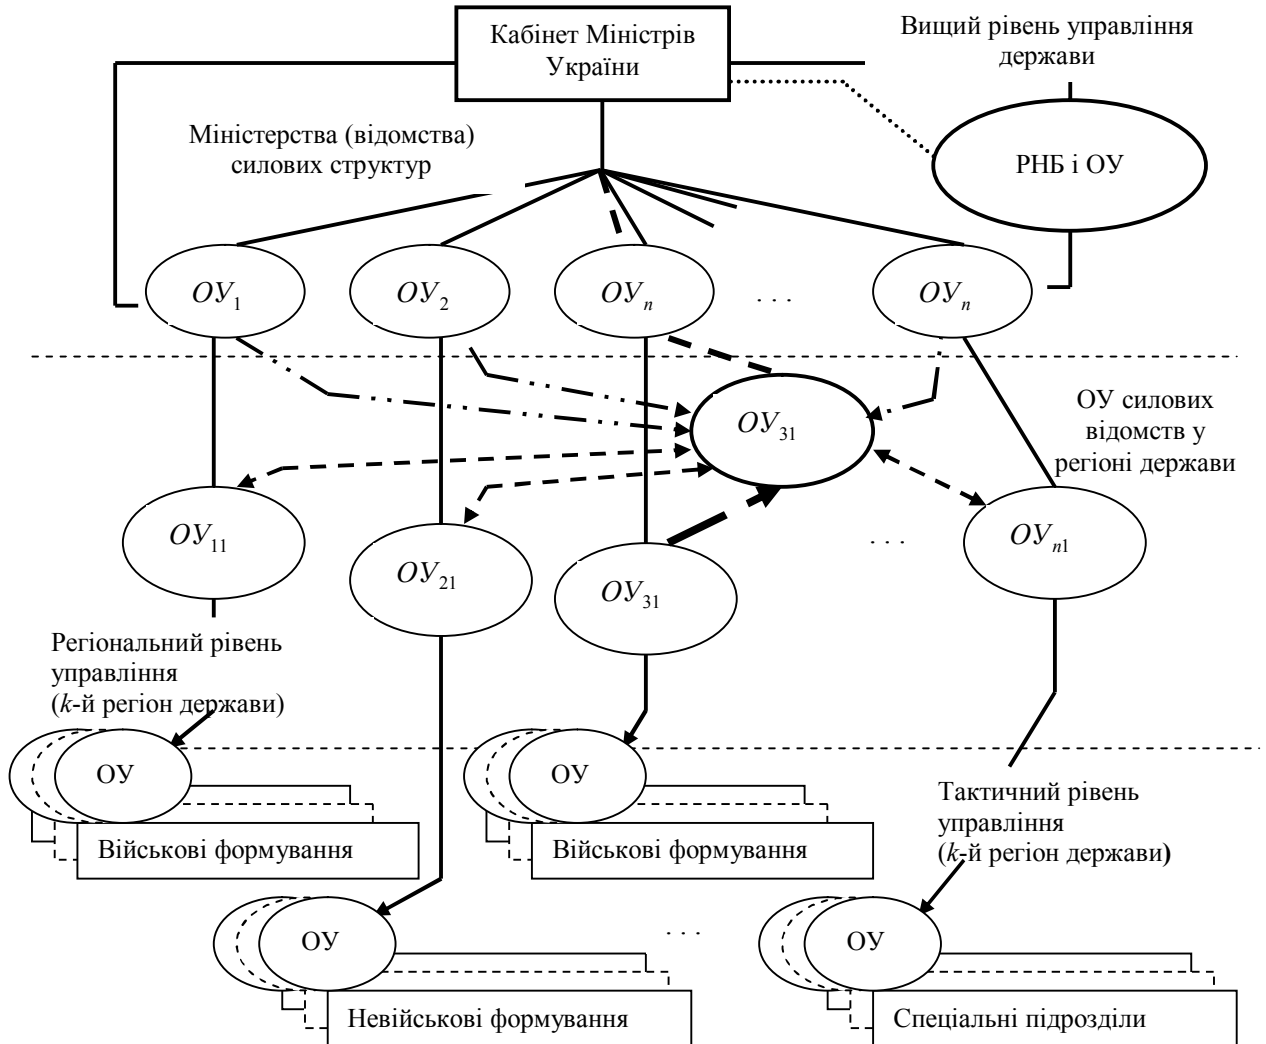 Кабінет Міністрів
України
Вищий рівень управління
держави
Міністерства (відомства)
силових структур
РНБ і ОУ
ОУ1
ОУ2
ОУn
. . .
ОУn
ОУ31
ОУ силових
відомств у
регіоні держави
ОУ11
ОУ21
ОУ31
. . .
ОУn1
Регіональний рівень
управління
(k-й регіон держави)
ОУ
Військові формування
ОУ
Військові формування
Тактичний рівень
управління
(k-й регіон держави)
ОУ
Невійськові формування
. . .
ОУ
Спеціальні підрозділи